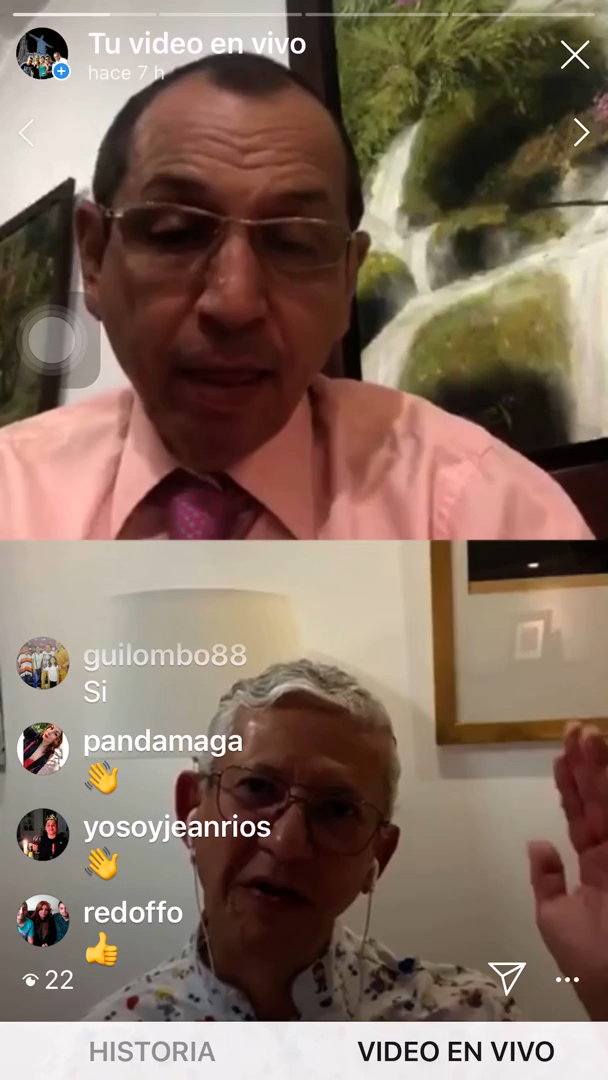 Tu video en vivo
hace 7 h
guilombo88
Si
pandamaga
👋
yosoyjeanrios
👋
redoffo
👍
22
HISTORIA
VIDEO EN VIVO